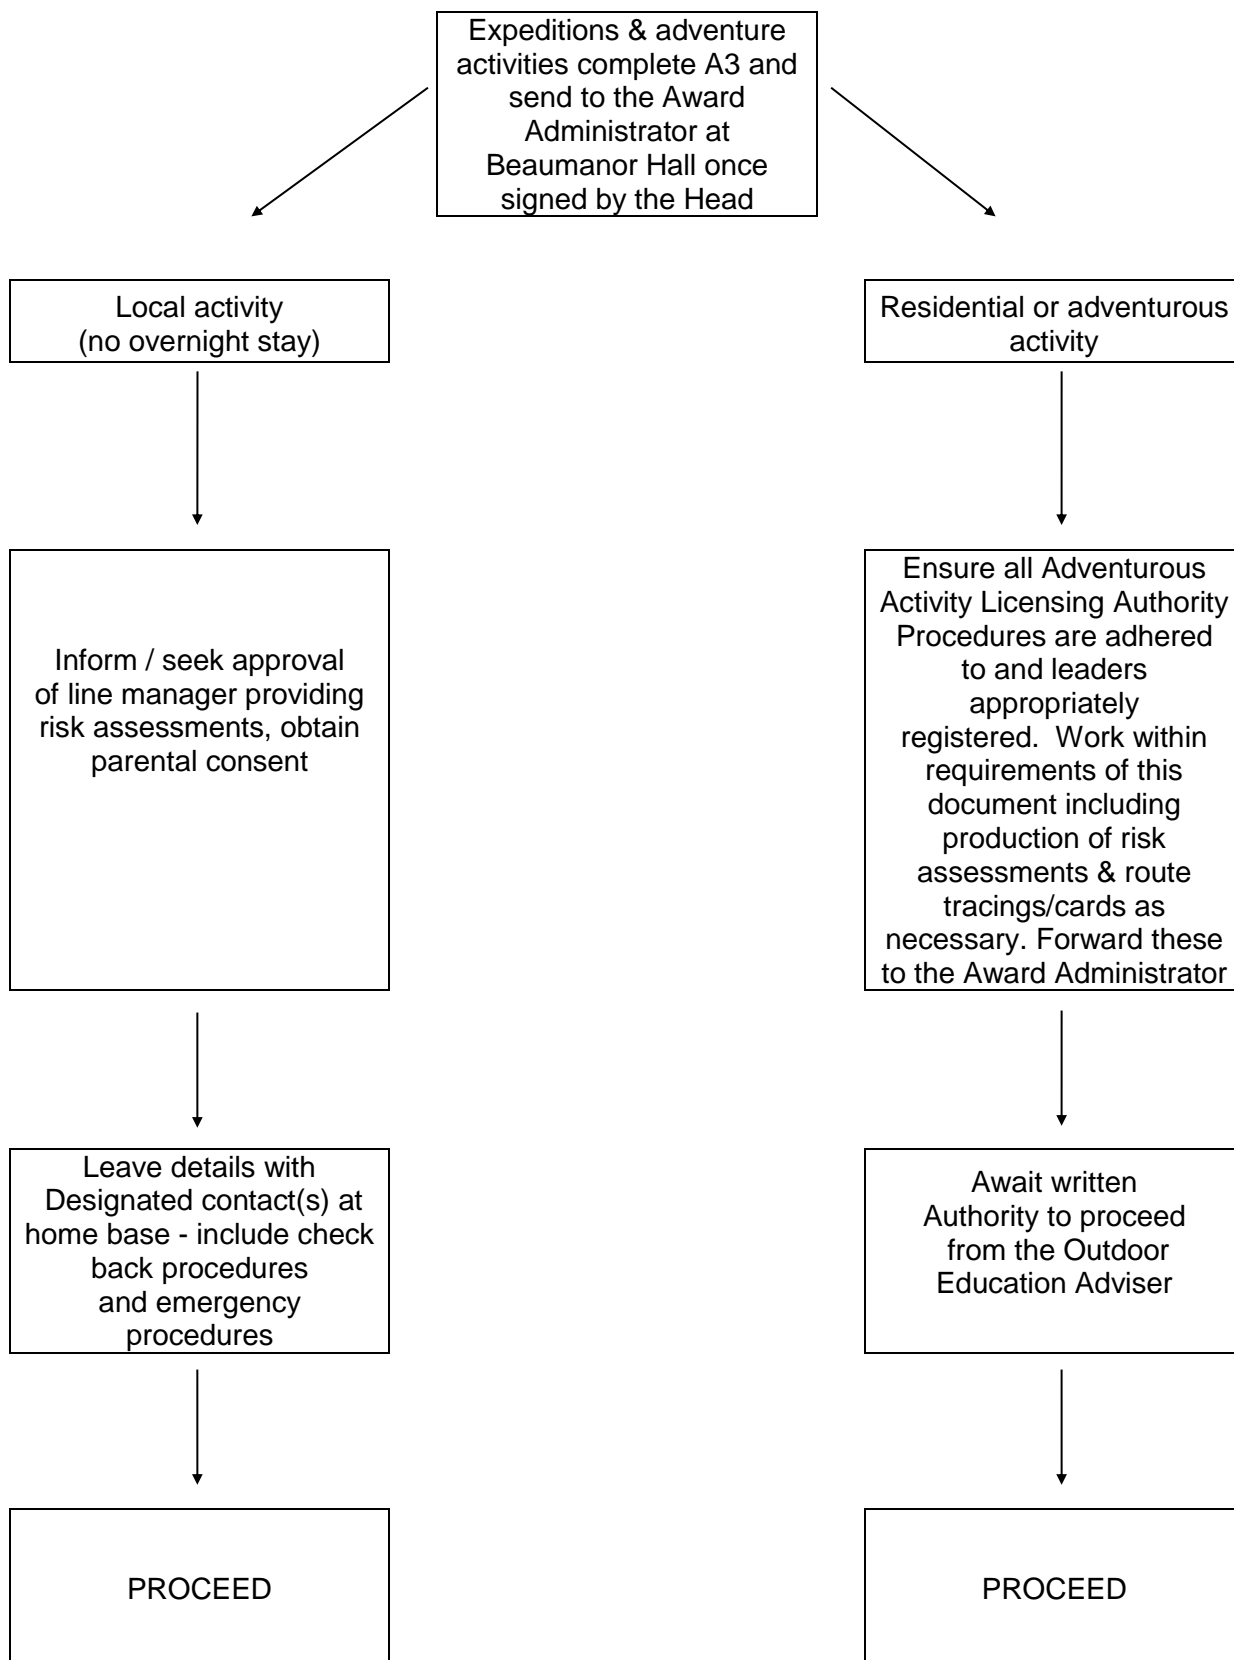 Expeditions & adventure
activities complete A3 and
send to the Award
Administrator at
Beaumanor Hall once
signed by the Head
Local activity
(no overnight stay)
Residential or adventurous
activity
Inform / seek approval
of line manager providing
risk assessments, obtain
parental consent
Ensure all Adventurous
Activity Licensing Authority
Procedures are adhered
to and leaders
appropriately
registered.  Work within
requirements of this
document including
production of risk
assessments & route
tracings/cards as
necessary. Forward these
to the Award Administrator
Leave details with
Designated contact(s) at
home base - include check
back procedures
and emergency
procedures
Await written
Authority to proceed
from the Outdoor
Education Adviser
PROCEED
PROCEED